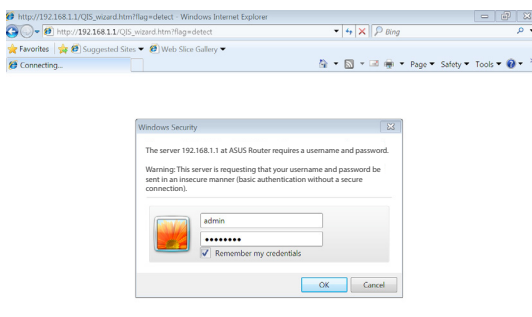 http://192.168.1.1/QIS_wizard.htm?flag=detect - Windows Internet Explorer
http://192.168.1.1/QIS_wizard.htm?flag=detect
Bing
Favorites Suggested Sites Web Slice Gallery
Connecting...
Page Safety Tools
Windows Security
The server 192.168.1.1 at ASUS Router requires a username and password.
Warning: This server is requesting that your username and password be
sent in an insecure manner (basic authentication without a secure
connection).
admin
••••••••
Remember my credentials
OK Cancel